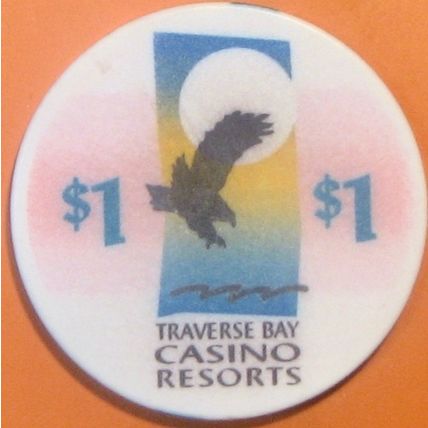 $1 $1
TRAVERSE BAY
CASINO
RESORTS